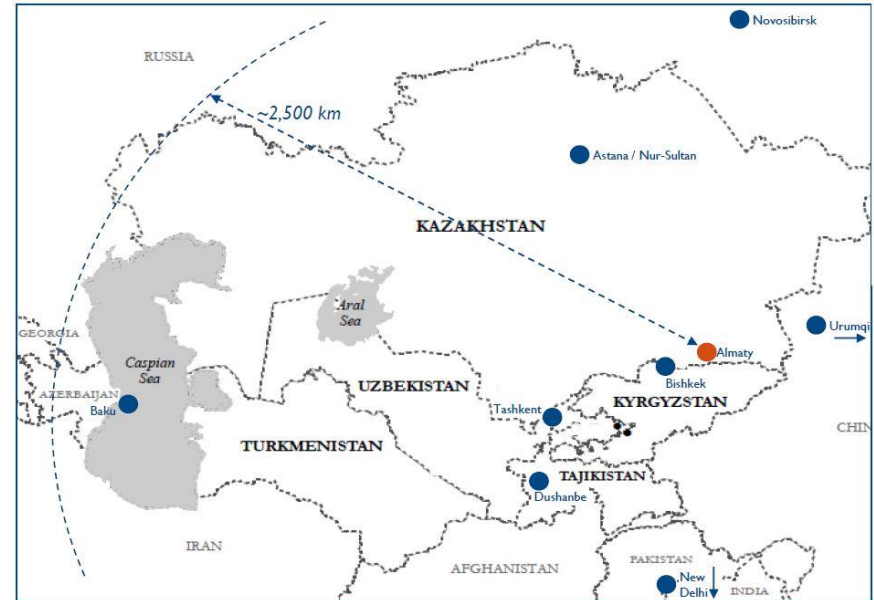 Novosibirsk
RUSSIA
~2,500 km
Astana / Nur-Sultan
KAZAKHSTAN
Aral
Sea
Urumqi
GEORGIA
Almaty
Caspian
Sea
Bishkek
UZBEKISTAN
AZERBAIJAN
Baku
KYRGYZSTAN
Tashkent
CHIN
TURKMENISTAN
TAJIKISTAN
Dushanbe
IRAN
AFGHANISTAN
PAKISTAN
New
Delhi
INDIA